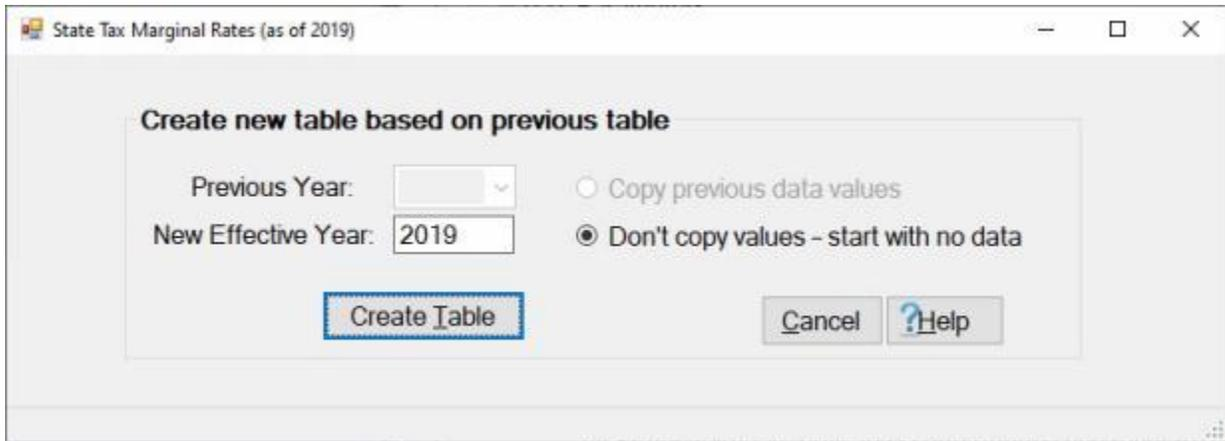 State Tax Marginal Rates (as of 2019)
Create new table based on previous table
Previous Year:
Copy previous data values
New Effective Year: 2019
Don't copy values - start with no data
Create Table
Cancel
?Help